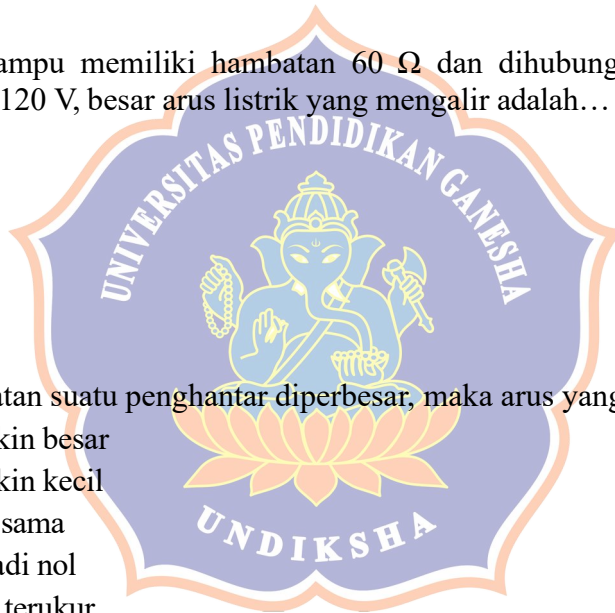 ampu memiliki hambatan 60 Ω dan dihubung
120 V, besar arus listrik yang mengalir adalah…
UNIVERSITAS PENDIDIKAN GANESHA
atan suatu penghantar diperbesar, maka arus yang
kin besar
kin kecil
sama
adi nol
terukur
UNDIKSHA